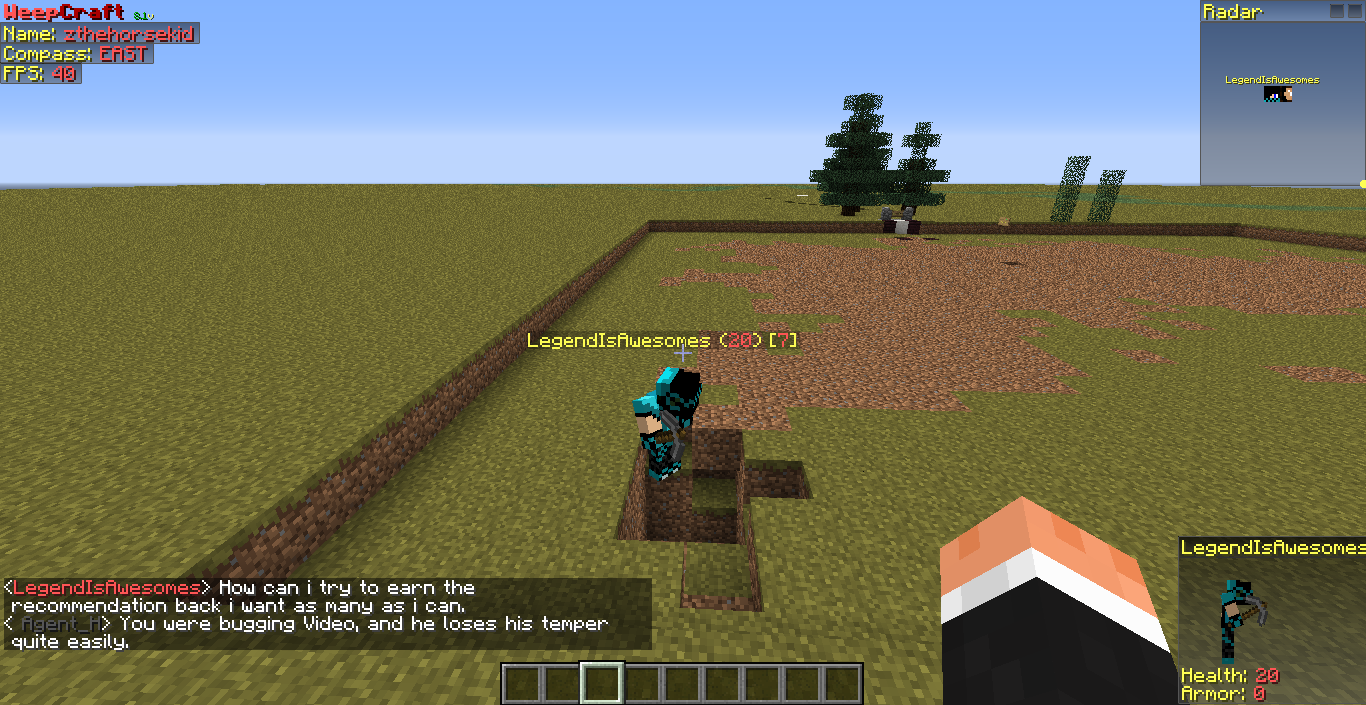 WeepCraft 8.1v
Name: zthehorsekid
Compass: EAST
FPS: 40
Radar
LegendIsAwesomes
LegendIsAwesomes (20) [7]
<LegendIsAwesomes> How can i try to earn the
recommendation back i want as many as i can.
< Agent_H> You were bugging Video, and he loses his temper
quite easily.
LegendIsAwesomes
Health: 20
Armor: 0